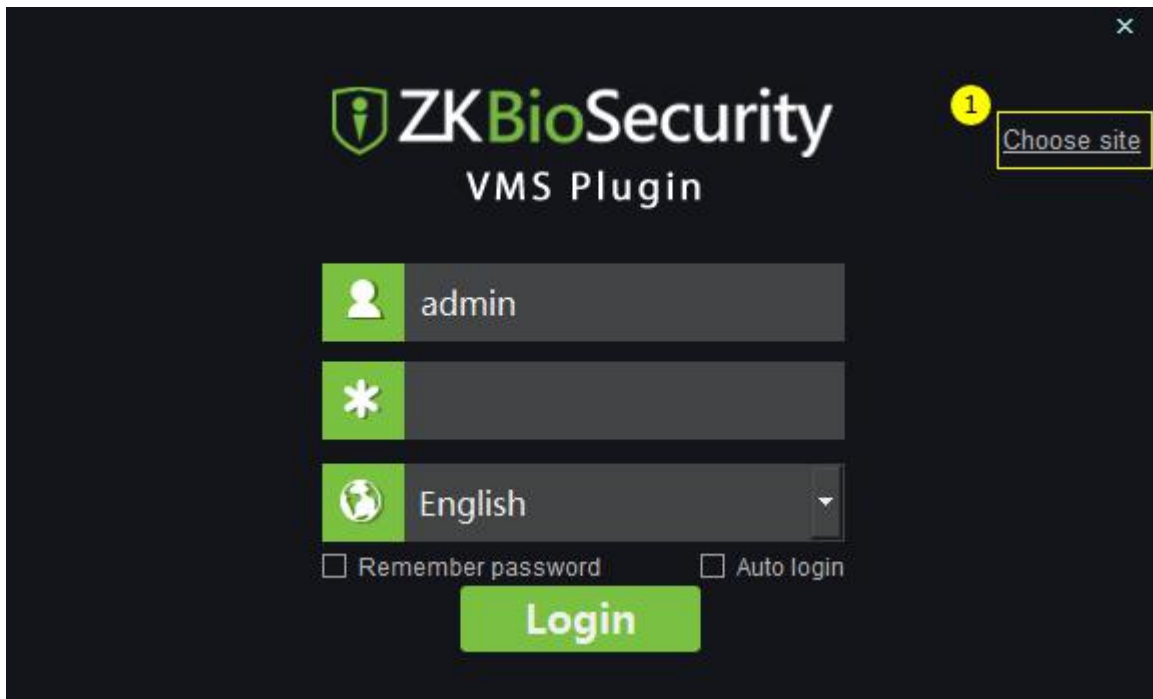 ×
ZKBioSecurity
1
Choose site
VMS Plugin
admin
*
English
Remember password
Auto login
Login